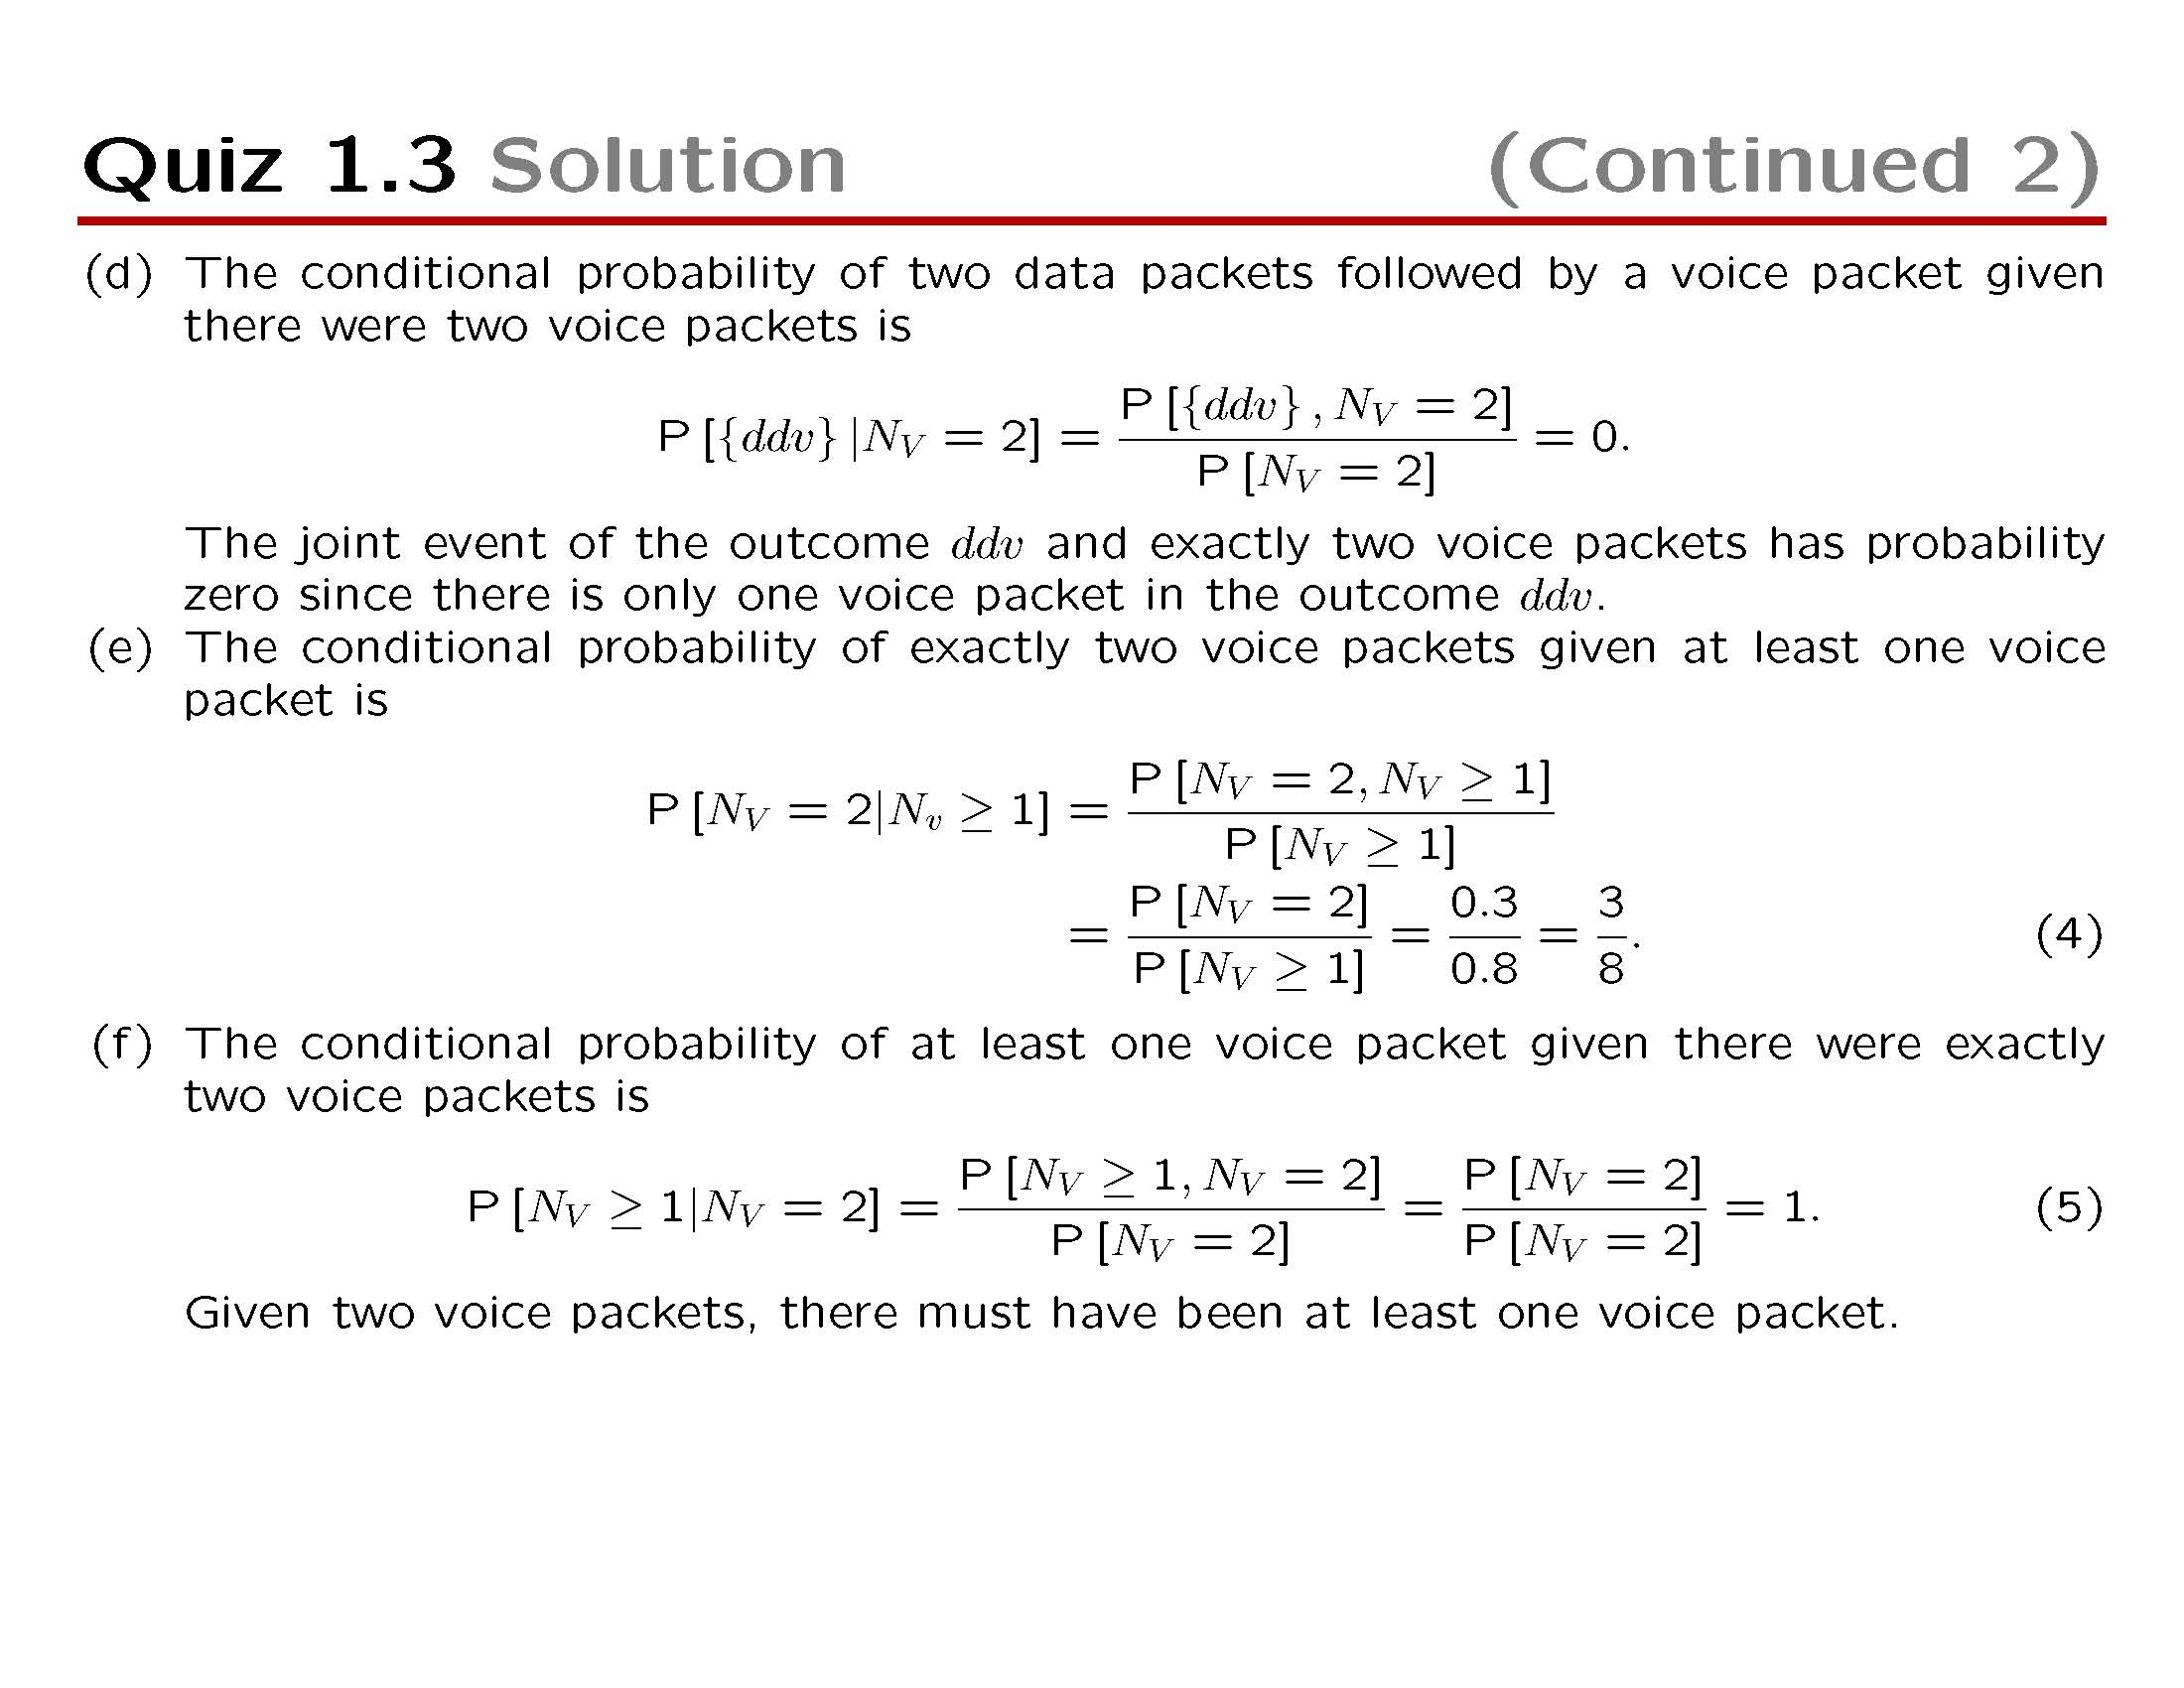 Quiz 1.3 Solution (Continued 2)
(d) The conditional probability of two data packets followed by a voice packet given
there were two voice packets is
P [{ddv} |N_V = 2] = \frac{P [{ddv} , N_V = 2]}{P [N_V = 2]} = 0.
The joint event of the outcome ddv and exactly two voice packets has probability
zero since there is only one voice packet in the outcome ddv.
(e) The conditional probability of exactly two voice packets given at least one voice
packet is
P [N_V = 2|N_v ≥ 1] = \frac{P [N_V = 2, N_V ≥ 1]}{P [N_V ≥ 1]}
= \frac{P [N_V = 2]}{P [N_V ≥ 1]} = \frac{0.3}{0.8} = \frac{3}{8}. (4)
(f) The conditional probability of at least one voice packet given there were exactly
two voice packets is
P [N_V ≥ 1|N_V = 2] = \frac{P [N_V ≥ 1, N_V = 2]}{P [N_V = 2]} = \frac{P [N_V = 2]}{P [N_V = 2]} = 1. (5)
Given two voice packets, there must have been at least one voice packet.